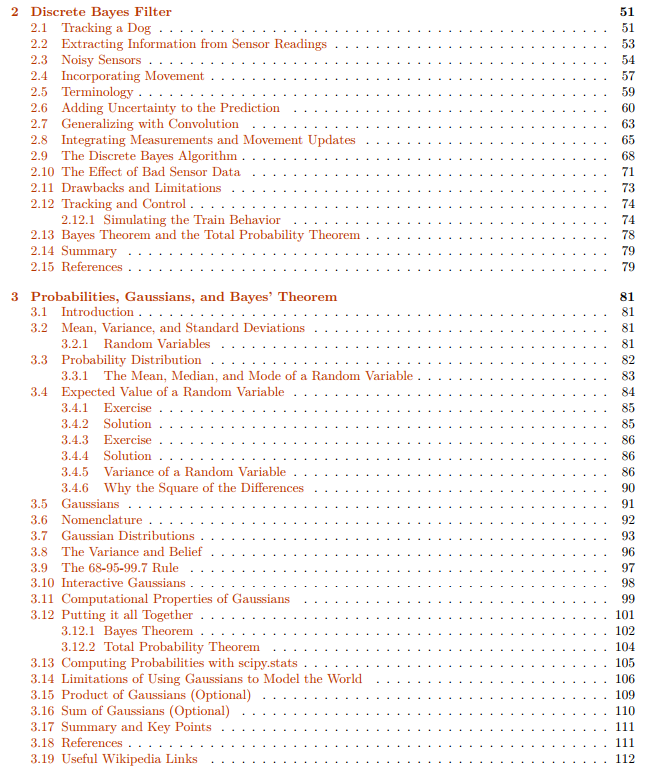 2 Discrete Bayes Filter 51
2.1 Tracking a Dog . . . . . . . . . . . . . . . . . . . . 51
2.2 Extracting Information from Sensor Readings . . . . . . . . . . . . . . . . . . . . 53
2.3 Noisy Sensors . . . . . . . . . . . . . . . . . . . . 54
2.4 Incorporating Movement . . . . . . . . . . . . . . . . . . . . 57
2.5 Terminology . . . . . . . . . . . . . . . . . . . . 59
2.6 Adding Uncertainty to the Prediction . . . . . . . . . . . . . . . . . . . . 60
2.7 Generalizing with Convolution . . . . . . . . . . . . . . . . . . . . 63
2.8 Integrating Measurements and Movement Updates . . . . . . . . . . . . . . . . . . . . 65
2.9 The Discrete Bayes Algorithm . . . . . . . . . . . . . . . . . . . . 68
2.10 The Effect of Bad Sensor Data . . . . . . . . . . . . . . . . . . . . 71
2.11 Drawbacks and Limitations . . . . . . . . . . . . . . . . . . . . 73
2.12 Tracking and Control . . . . . . . . . . . . . . . . . . . . 74
2.12.1 Simulating the Train Behavior . . . . . . . . . . . . . . . . . . . . 74
2.13 Bayes Theorem and the Total Probability Theorem . . . . . . . . . . . . . . . . . . . . 78
2.14 Summary . . . . . . . . . . . . . . . . . . . . 79
2.15 References . . . . . . . . . . . . . . . . . . . . 79
3 Probabilities, Gaussians, and Bayes' Theorem 81
3.1 Introduction . . . . . . . . . . . . . . . . . . . . 81
3.2 Mean, Variance, and Standard Deviations . . . . . . . . . . . . . . . . . . . . 81
3.2.1 Random Variables . . . . . . . . . . . . . . . . . . . . 81
3.3 Probability Distribution . . . . . . . . . . . . . . . . . . . . 82
3.3.1 The Mean, Median, and Mode of a Random Variable . . . . . . . . . . . . . . . . . . . . 83
3.4 Expected Value of a Random Variable . . . . . . . . . . . . . . . . . . . . 84
3.4.1 Exercise . . . . . . . . . . . . . . . . . . . . 85
3.4.2 Solution . . . . . . . . . . . . . . . . . . . . 85
3.4.3 Exercise . . . . . . . . . . . . . . . . . . . . 86
3.4.4 Solution . . . . . . . . . . . . . . . . . . . . 86
3.4.5 Variance of a Random Variable . . . . . . . . . . . . . . . . . . . . 86
3.4.6 Why the Square of the Differences . . . . . . . . . . . . . . . . . . . . 90
3.5 Gaussians . . . . . . . . . . . . . . . . . . . . 91
3.6 Nomenclature . . . . . . . . . . . . . . . . . . . . 92
3.7 Gaussian Distributions . . . . . . . . . . . . . . . . . . . . 93
3.8 The Variance and Belief . . . . . . . . . . . . . . . . . . . . 96
3.9 The 68-95-99.7 Rule . . . . . . . . . . . . . . . . . . . . 97
3.10 Interactive Gaussians . . . . . . . . . . . . . . . . . . . . 98
3.11 Computational Properties of Gaussians . . . . . . . . . . . . . . . . . . . . 99
3.12 Putting it all Together . . . . . . . . . . . . . . . . . . . . 101
3.12.1 Bayes Theorem . . . . . . . . . . . . . . . . . . . . 102
3.12.2 Total Probability Theorem . . . . . . . . . . . . . . . . . . . . 104
3.13 Computing Probabilities with scipy.stats . . . . . . . . . . . . . . . . . . . . 105
3.14 Limitations of Using Gaussians to Model the World . . . . . . . . . . . . . . . . . . . . 106
3.15 Product of Gaussians (Optional) . . . . . . . . . . . . . . . . . . . . 109
3.16 Sum of Gaussians (Optional) . . . . . . . . . . . . . . . . . . . . 110
3.17 Summary and Key Points . . . . . . . . . . . . . . . . . . . . 111
3.18 References . . . . . . . . . . . . . . . . . . . . 111
3.19 Useful Wikipedia Links . . . . . . . . . . . . . . . . . . . . 112